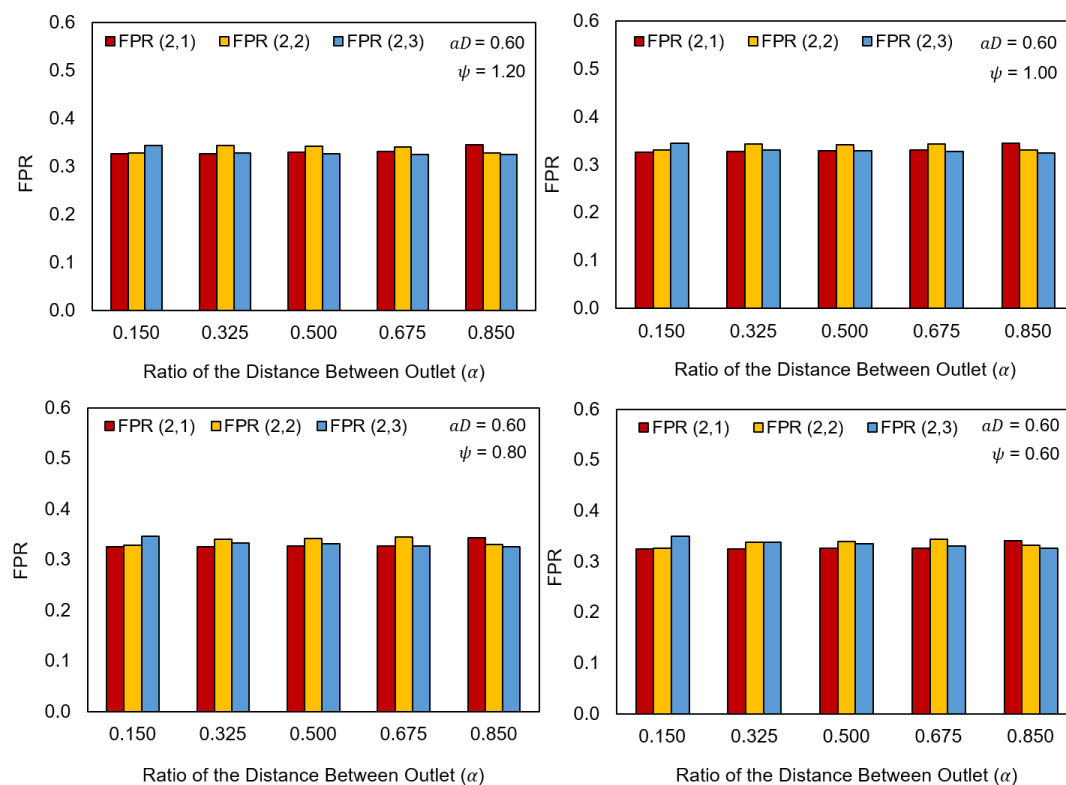 FPR (2,1) FPR (2,2) FPR (2,3) aD = 0.60
ψ = 1.20
0.6
0.5
0.4
0.3
0.2
0.1
0.0
FPR
0.150 0.325 0.500 0.675 0.850
Ratio of the Distance Between Outlet (α)
FPR (2,1) FPR (2,2) FPR (2,3) aD = 0.60
ψ = 1.00
0.6
0.5
0.4
0.3
0.2
0.1
0.0
FPR
0.150 0.325 0.500 0.675 0.850
Ratio of the Distance Between Outlet (α)
FPR (2,1) FPR (2,2) FPR (2,3) aD = 0.60
ψ = 0.80
0.6
0.5
0.4
0.3
0.2
0.1
0.0
FPR
0.150 0.325 0.500 0.675 0.850
Ratio of the Distance Between Outlet (α)
FPR (2,1) FPR (2,2) FPR (2,3) aD = 0.60
ψ = 0.60
0.6
0.5
0.4
0.3
0.2
0.1
0.0
FPR
0.150 0.325 0.500 0.675 0.850
Ratio of the Distance Between Outlet (α)